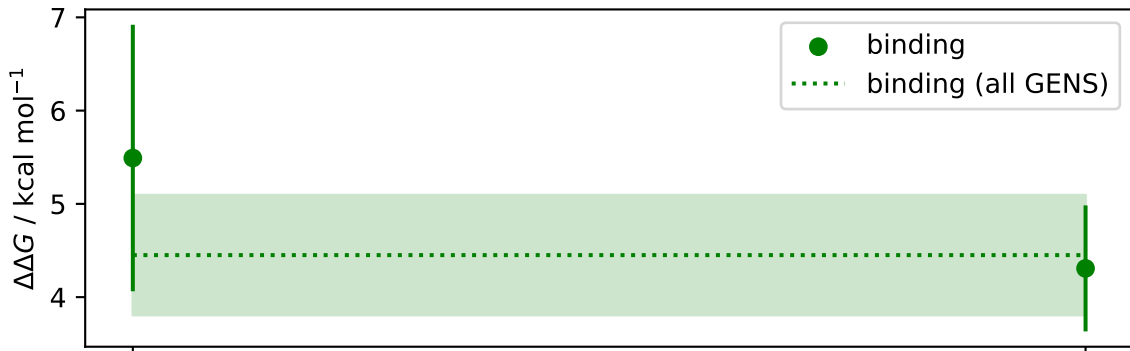 7
6
5
4
ΔΔG / kcal mol⁻¹
binding
binding (all GENS)